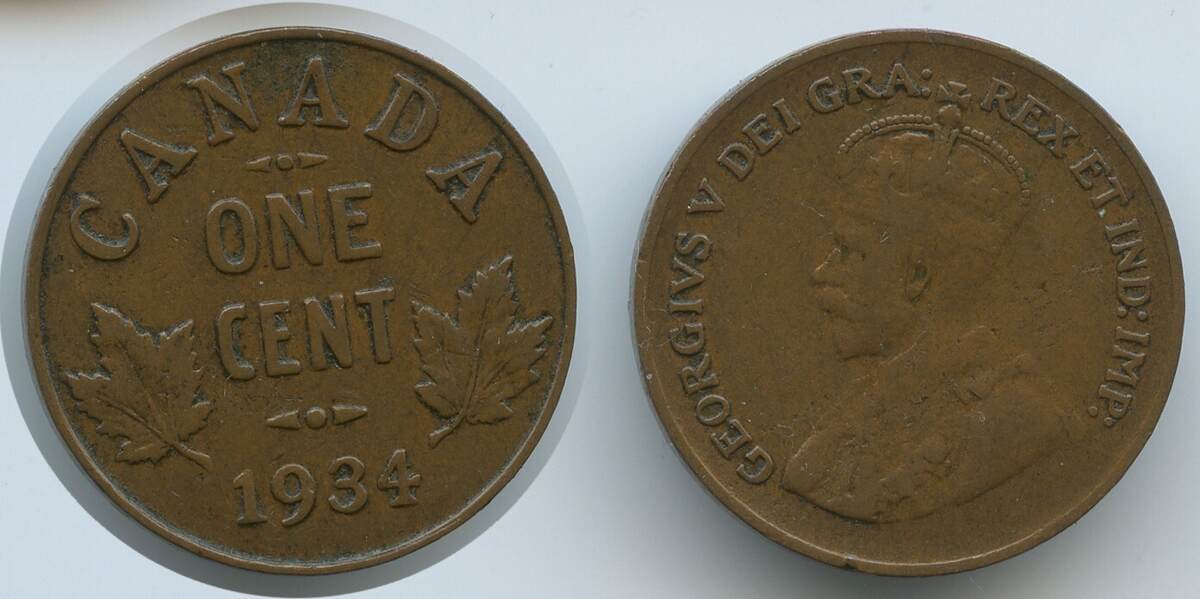 CANADA
ONE
CENT
1934
GEORGIVS V DEI GRA: REX ET IND: IMP: